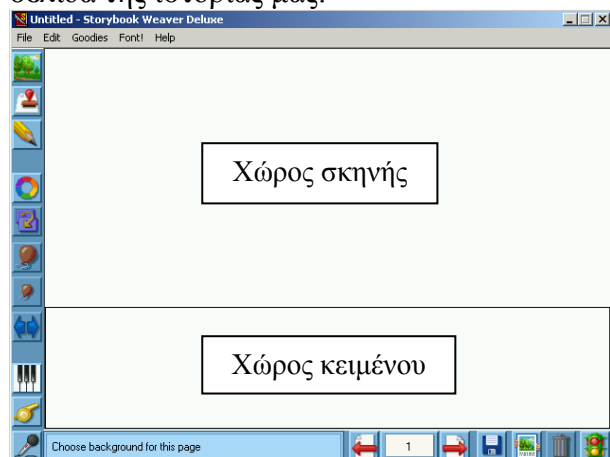 σελίδα της ιστορίας μας.
Untitled - Storybook Weaver Deluxe
File Edit Goodies Font! Help
Χώρος σκηνής
Χώρος κειμένου
Choose background for this page
1